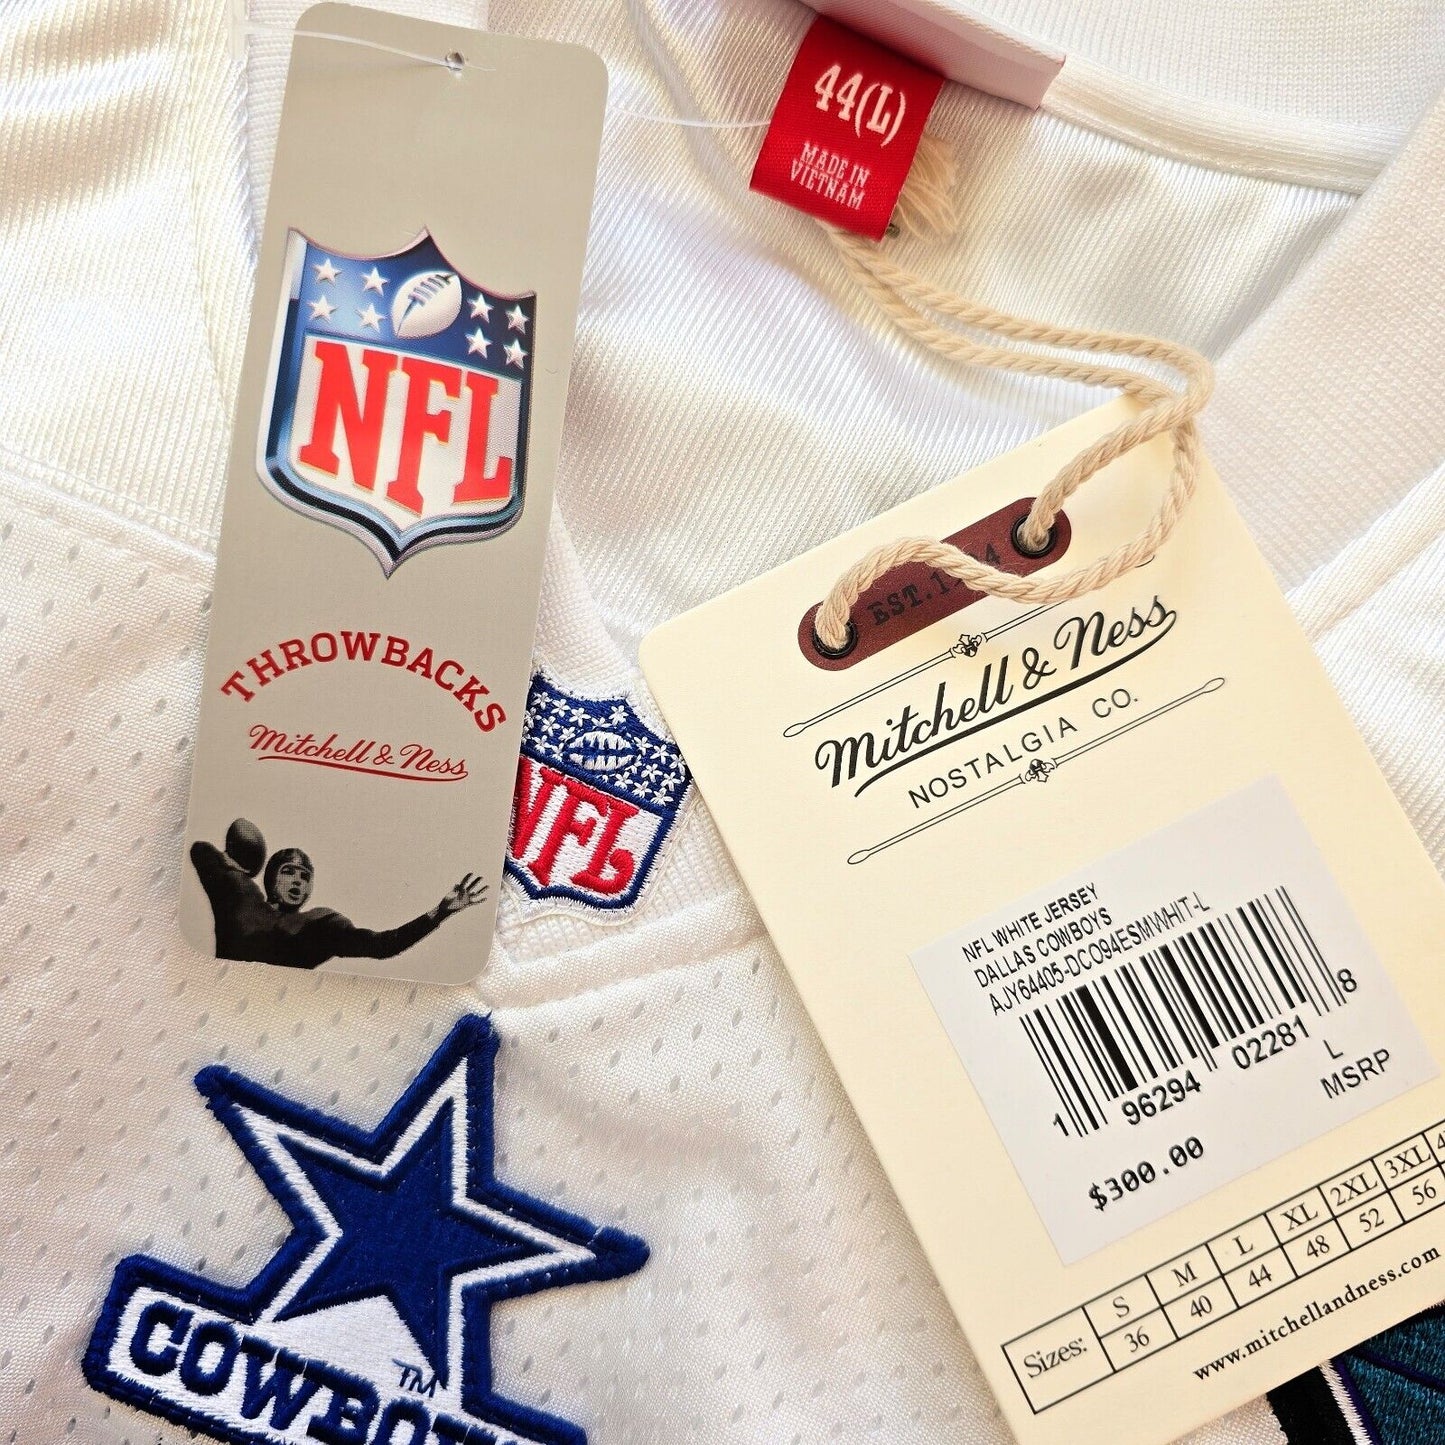 NFL
THROWBACKS
Mitchell & Ness
44(L)
MADE IN
VIETNAM
NFL
COWBOYS
TM
Mitchell & Ness
NOSTALGIA CO.
NFL WHITE JERSEY
DALLAS COWBOYS
AJY64405-DCO94ESMWHIT-L
1 96294 02281 8
L
MSRP
$300.00
Sizes: S M L XL 2XL 3XL
36 40 44 48 52 56
www.mitchellandness.com